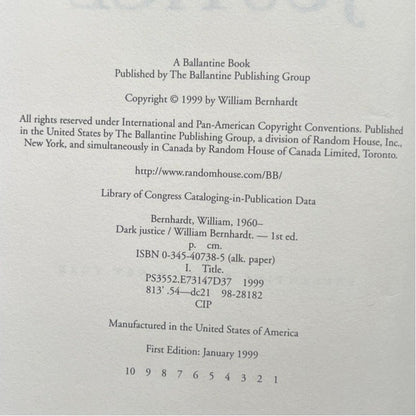 A Ballantine Book
Published by The Ballantine Publishing Group
Copyright © 1999 by William Bernhardt
All rights reserved under International and Pan-American Copyright Conventions. Published
in the United States by The Ballantine Publishing Group, a division of Random House, Inc.,
New York, and simultaneously in Canada by Random House of Canada Limited, Toronto.
http://www.randomhouse.com/BB/
Library of Congress Cataloging-in-Publication Data
Bernhardt, William, 1960–
Dark justice / William Bernhardt. — 1st ed.
p. cm.
ISBN 0-345-40738-5 (alk. paper)
I. Title.
PS3552.E73147D37 1999
813' .54—dc21 98-28182
CIP
Manufactured in the United States of America
First Edition: January 1999
10 9 8 7 6 5 4 3 2 1